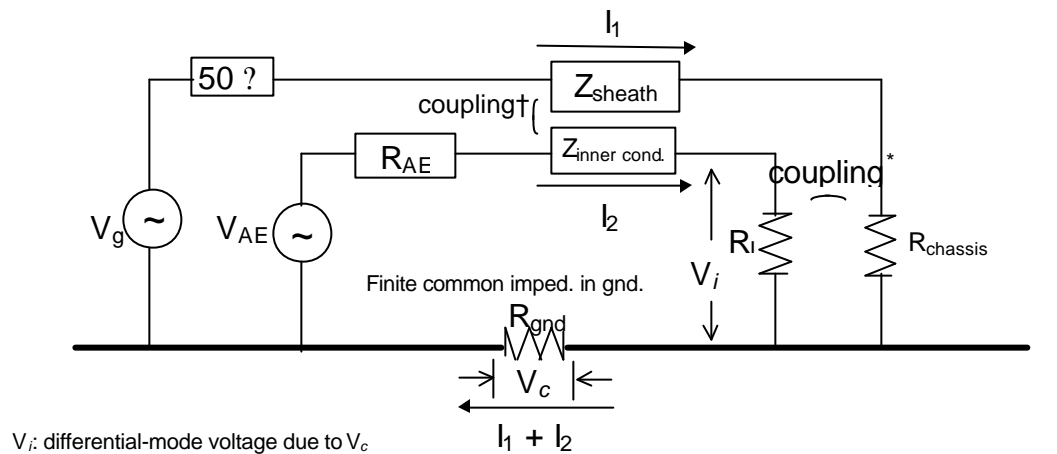 I1
50 ?
Zsheath
coupling†
Zinner cond.
RAE
coupling*
I2
Vg
~
VAE
~
RI
Rchassis
Vi
Finite common imped. in gnd.
Rgnd
Vc
I1 + I2
Vi: differential-mode voltage due to Vc